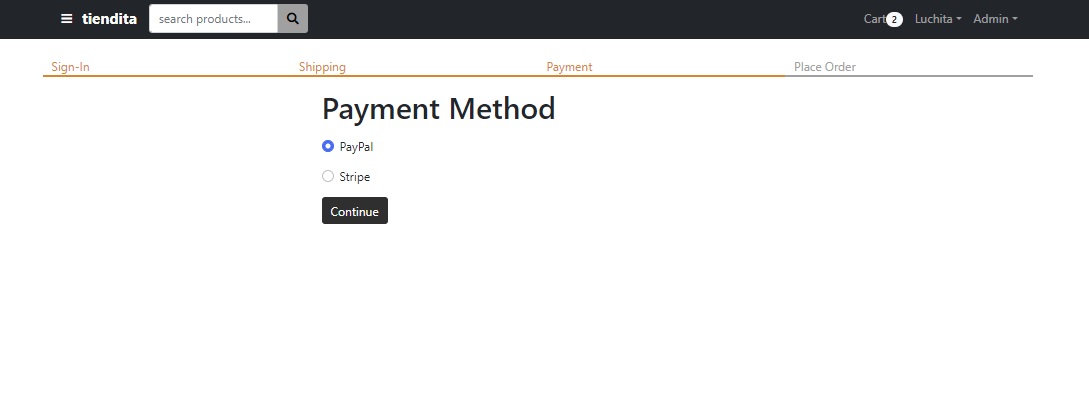 tiendita search products... Cart 2 Luchita Admin
Sign-In Shipping Payment Place Order
Payment Method
PayPal
Stripe
Continue